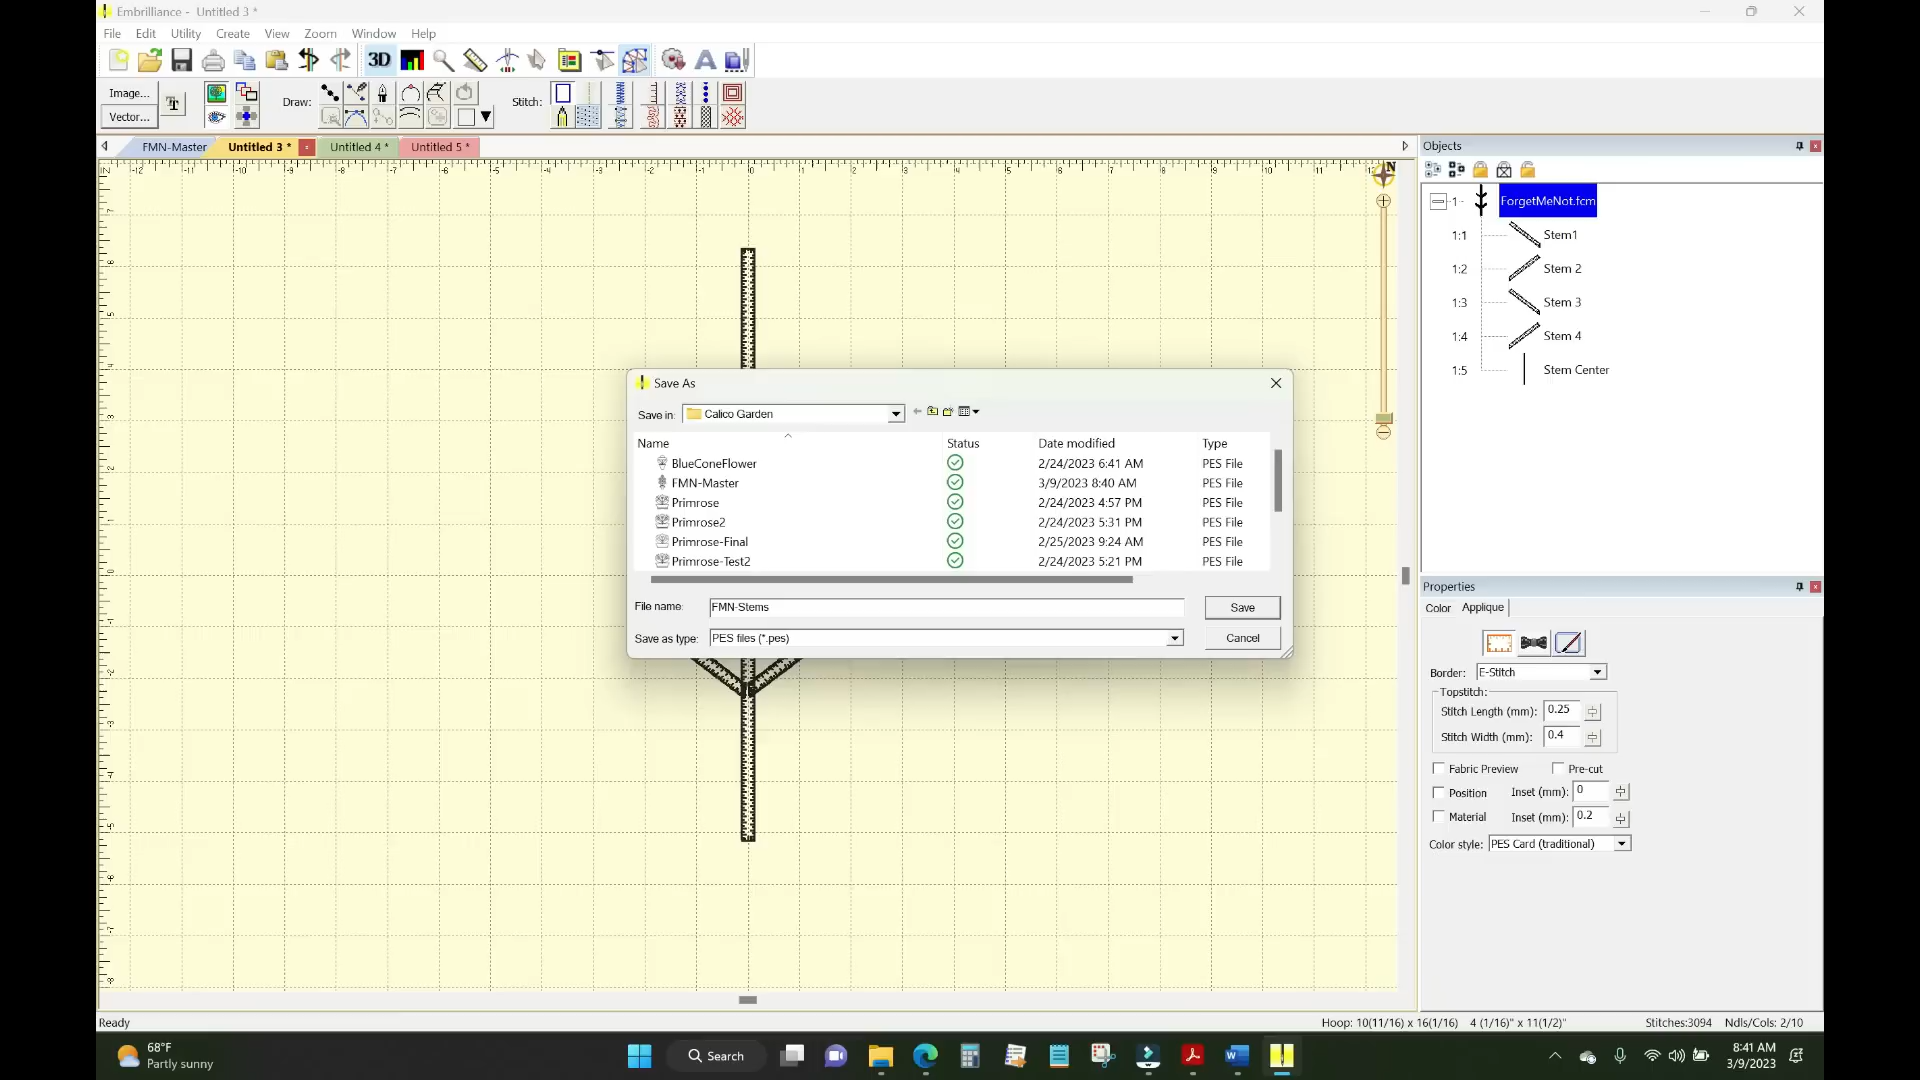 Embrilliance - Untitled 3 *
File Edit Utility Create View Zoom Window Help
3D
Image... Draw: Stitch:
Vector...
FMN-Master Untitled 3 * Untitled 4 * Untitled 5 *
Objects
1 ForgetMeNot.fcm
1:1 Stem1
1:2 Stem 2
1:3 Stem 3
1:4 Stem 4
1:5 Stem Center
Save As
Save in: Calico Garden
Name Status Date modified Type
BlueConeFlower 2/24/2023 6:41 AM PES File
FMN-Master 3/9/2023 8:40 AM PES File
Primrose 2/24/2023 4:57 PM PES File
Primrose2 2/24/2023 5:31 PM PES File
Primrose-Final 2/25/2023 9:24 AM PES File
Primrose-Test2 2/24/2023 5:21 PM PES File
File name: FMN-Stems Save
Save as type: PES files (*.pes) Cancel
Properties
Color Applique
Border: E-Stitch
Topstitch:
Stitch Length (mm): 0.25
Stitch Width (mm): 0.4
Fabric Preview Pre-cut
Position Inset (mm): 0
Material Inset (mm): 0.2
Color style: PES Card (traditional)
Ready Hoop: 10(11/16) x 16(1/16) 4 (1/16)" x 11(1/2)" Stitches:3094 Ndls/Cols: 2/10
68°F
Partly sunny
Search
8:41 AM
3/9/2023